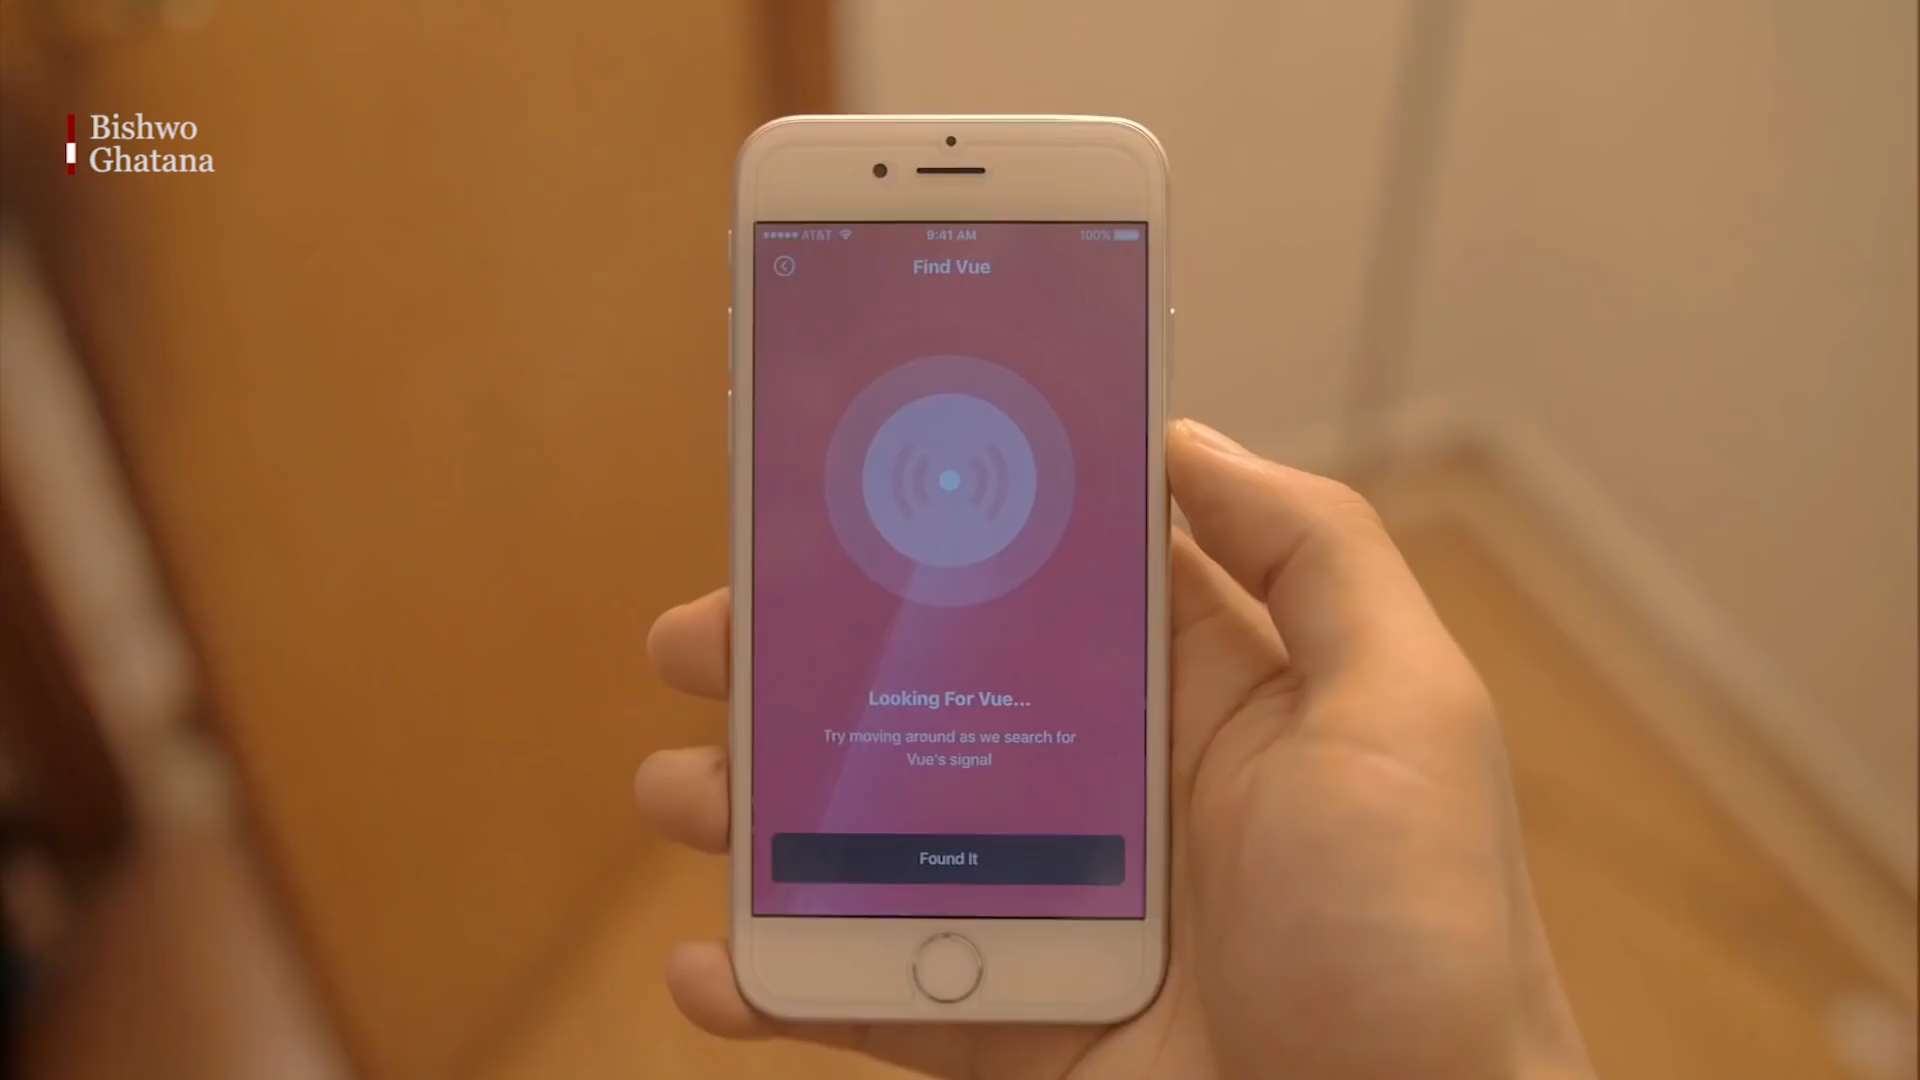 Bishwo
Ghatana
AT&T 9:41 AM 100%
Find Vue
Looking For Vue...
Try moving around as we search for
Vue's signal
Found It